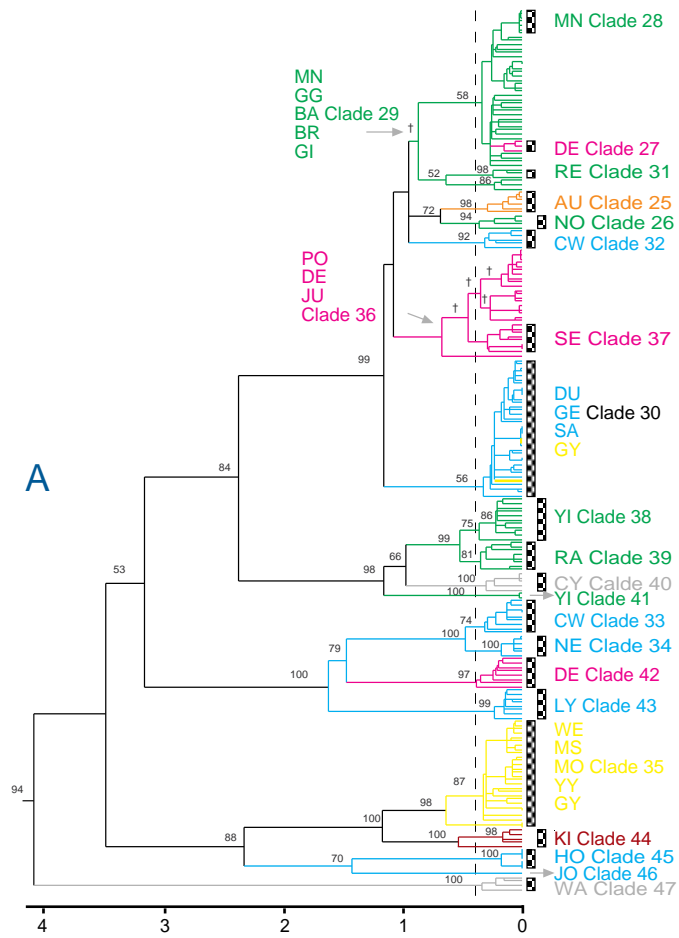 MN Clade 28
MN
GG
BA Clade 29
BR
GI
†
58
DE Clade 27
52
98
RE Clade 31
86
98
AU Clade 25
72
94
NO Clade 26
92
CW Clade 32
PO
DE
JU
Clade 36
†
†
†
†
SE Clade 37
99
DU
GE Clade 30
SA
GY
56
A
84
86
YI Clade 38
75
99
81
RA Clade 39
66
98
100
CY Calde 40
100
YI Clade 41
53
74
CW Clade 33
100
100
NE Clade 34
79
100
97
DE Clade 42
99
LY Clade 43
WE
MS
MO Clade 35
YY
GY
87
98
100
98
100
KI Clade 44
88
100
HO Clade 45
70
JO Clade 46
94
100
WA Clade 47
4 3 2 1 0